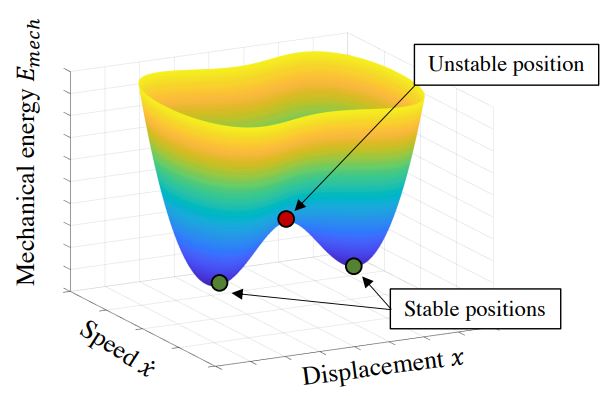 Unstable position
Mechanical energy E_mech
Stable positions
Speed ẋ
Displacement x